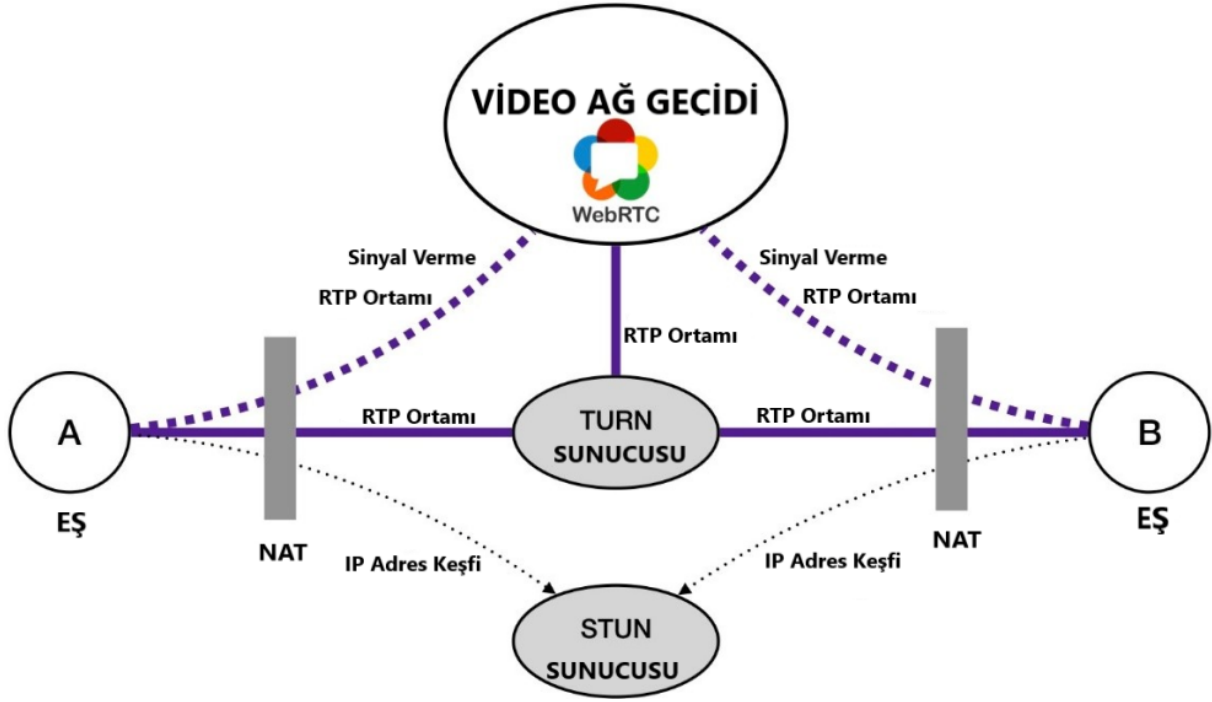 VİDEO AĞ GEÇİDİ
WebRTC
Sinyal Verme
RTP Ortamı
Sinyal Verme
RTP Ortamı
RTP Ortamı
A
EŞ
NAT
RTP Ortamı
TURN
SUNUCUSU
RTP Ortamı
NAT
B
EŞ
IP Adres Keşfi
IP Adres Keşfi
STUN
SUNUCUSU